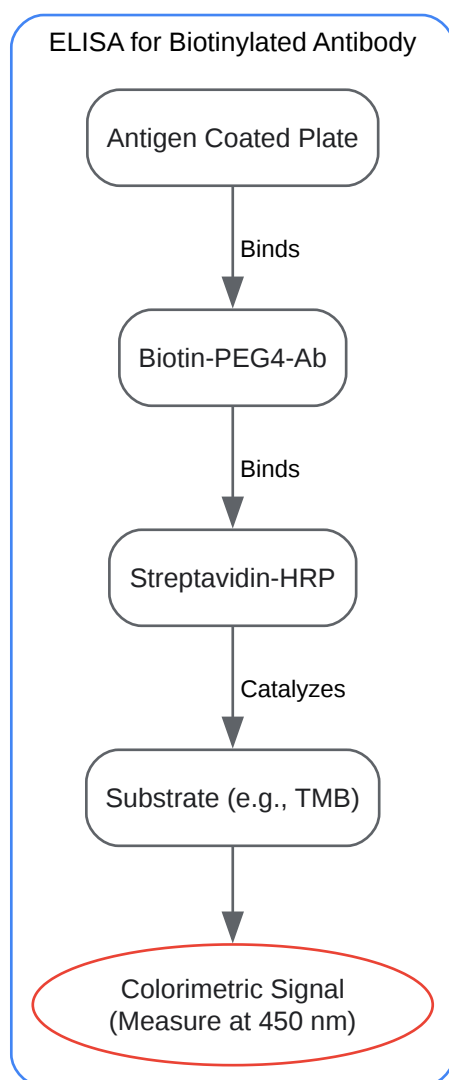 ELISA for Biotinylated Antibody
Antigen Coated Plate
Binds
Biotin-PEG4-Ab
Binds
Streptavidin-HRP
Catalyzes
Substrate (e.g., TMB)
Colorimetric Signal
(Measure at 450 nm)